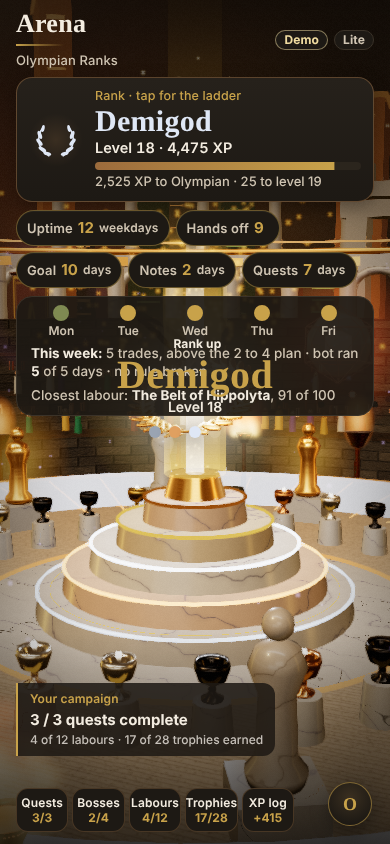 Arena
Demo
Lite
Olympian Ranks
Rank · tap for the ladder
Demigod
Level 18 · 4,475 XP
2,525 XP to Olympian · 25 to level 19
Uptime 12 weekdays
Hands off 9
Goal 10 days
Notes 2 days
Quests 7 days
Mon
Tue
Wed
Thu
Fri
Rank up
This week: 5 trades, above the 2 to 4 plan · bot ran
5 of 5 days · no rule broken
Demigod
Closest labour: The Belt of Hippolyta, 91 of 100
Level 18
Your campaign
3 / 3 quests complete
4 of 12 labours · 17 of 28 trophies earned
Quests
3/3
Bosses
2/4
Labours
4/12
Trophies
17/28
XP log
+415
O